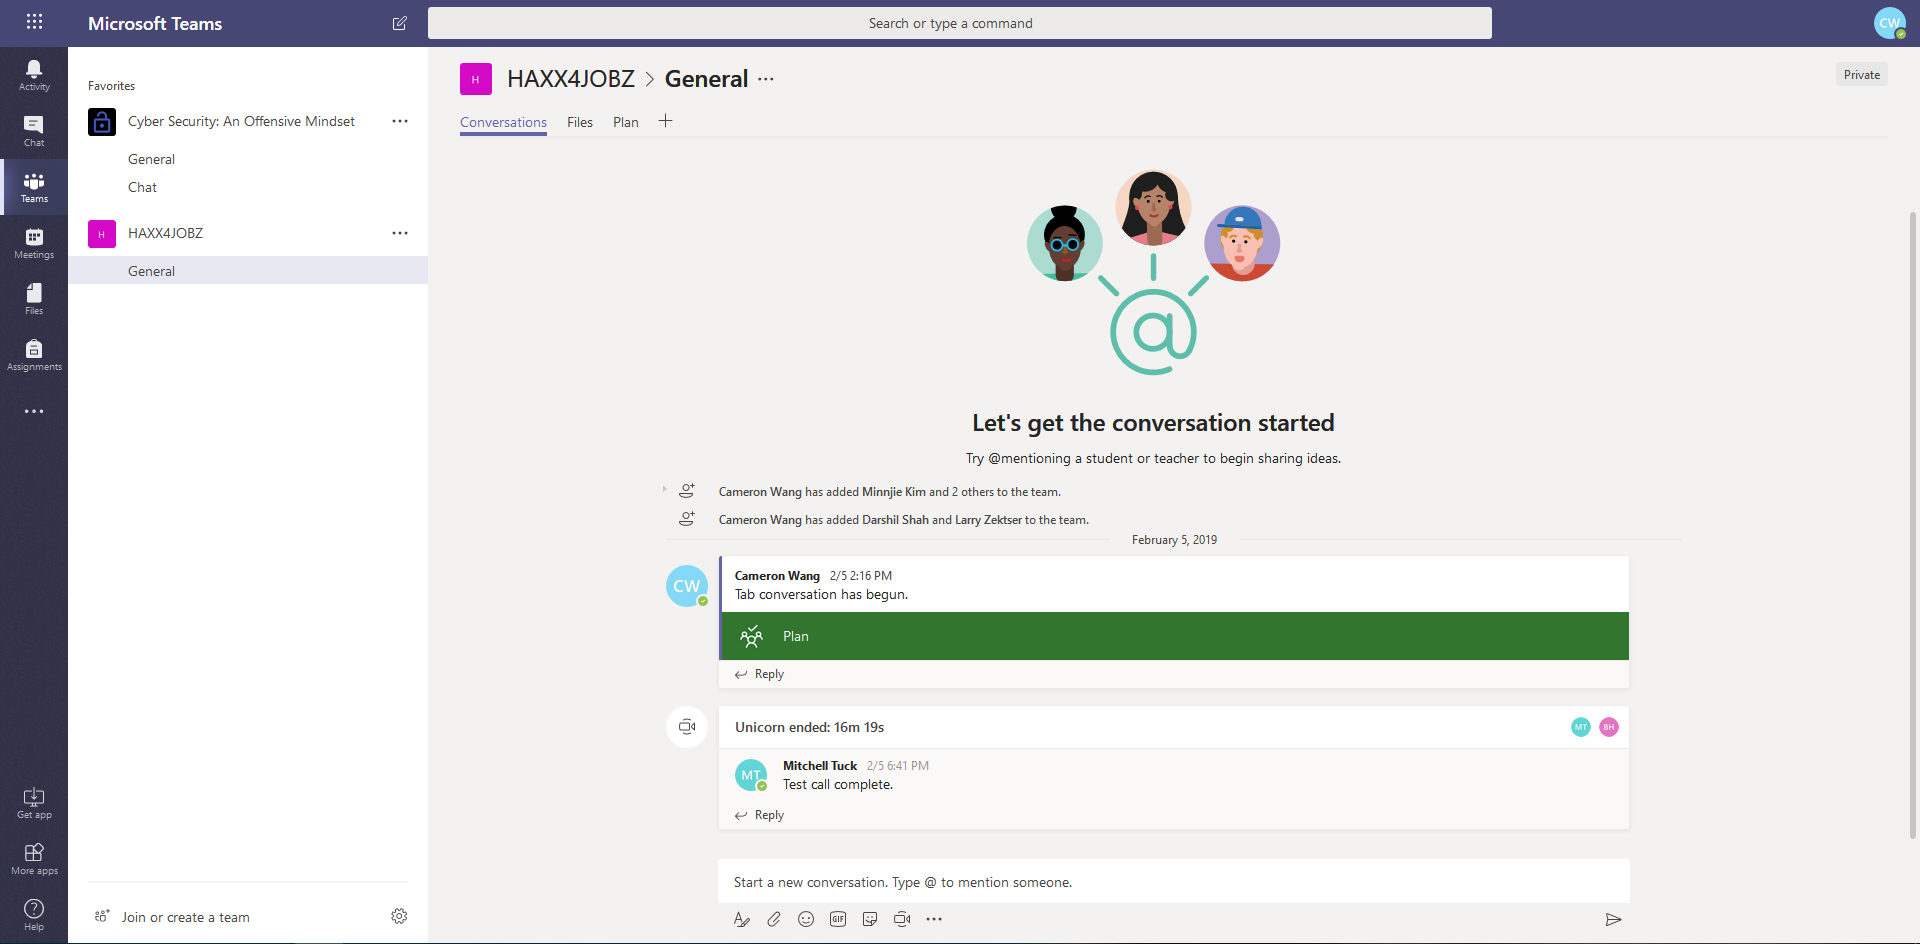 Microsoft Teams
Search or type a command
CW
Activity
Chat
Teams
Meetings
Files
Assignments
Get app
More apps
Help
Favorites
Cyber Security: An Offensive Mindset
General
Chat
H
HAXX4JOBZ
General
Join or create a team
H
HAXX4JOBZ > General
Private
Conversations
Files
Plan
Let's get the conversation started
Try @mentioning a student or teacher to begin sharing ideas.
Cameron Wang has added Minnjie Kim and 2 others to the team.
Cameron Wang has added Darshil Shah and Larry Zektser to the team.
February 5, 2019
CW
Cameron Wang 2/5 2:16 PM
Tab conversation has begun.
Plan
Reply
Unicorn ended: 16m 19s
MT
BH
MT
Mitchell Tuck 2/5 6:41 PM
Test call complete.
Reply
Start a new conversation. Type @ to mention someone.
GIF